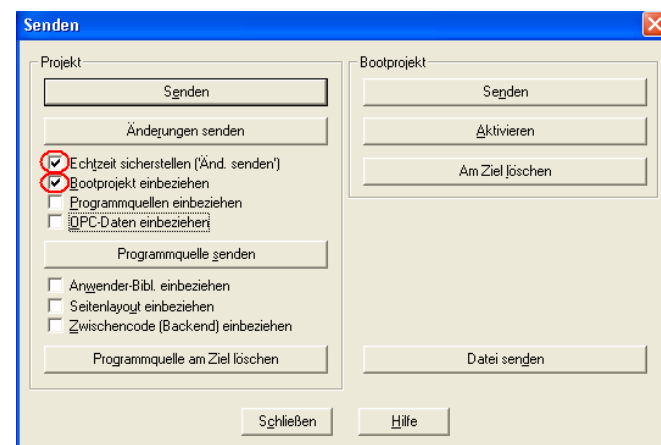 Senden
Projekt
Senden
Änderungen senden
Echtzeit sicherstellen ('Änd. senden')
Bootprojekt einbeziehen
Programmquellen einbeziehen
OPC-Daten einbeziehen
Programmquelle senden
Anwender-Bibl. einbeziehen
Seitenlayout einbeziehen
Zwischencode (Backend) einbeziehen
Programmquelle am Ziel löschen
Bootprojekt
Senden
Aktivieren
Am Ziel löschen
Datei senden
Schließen
Hilfe